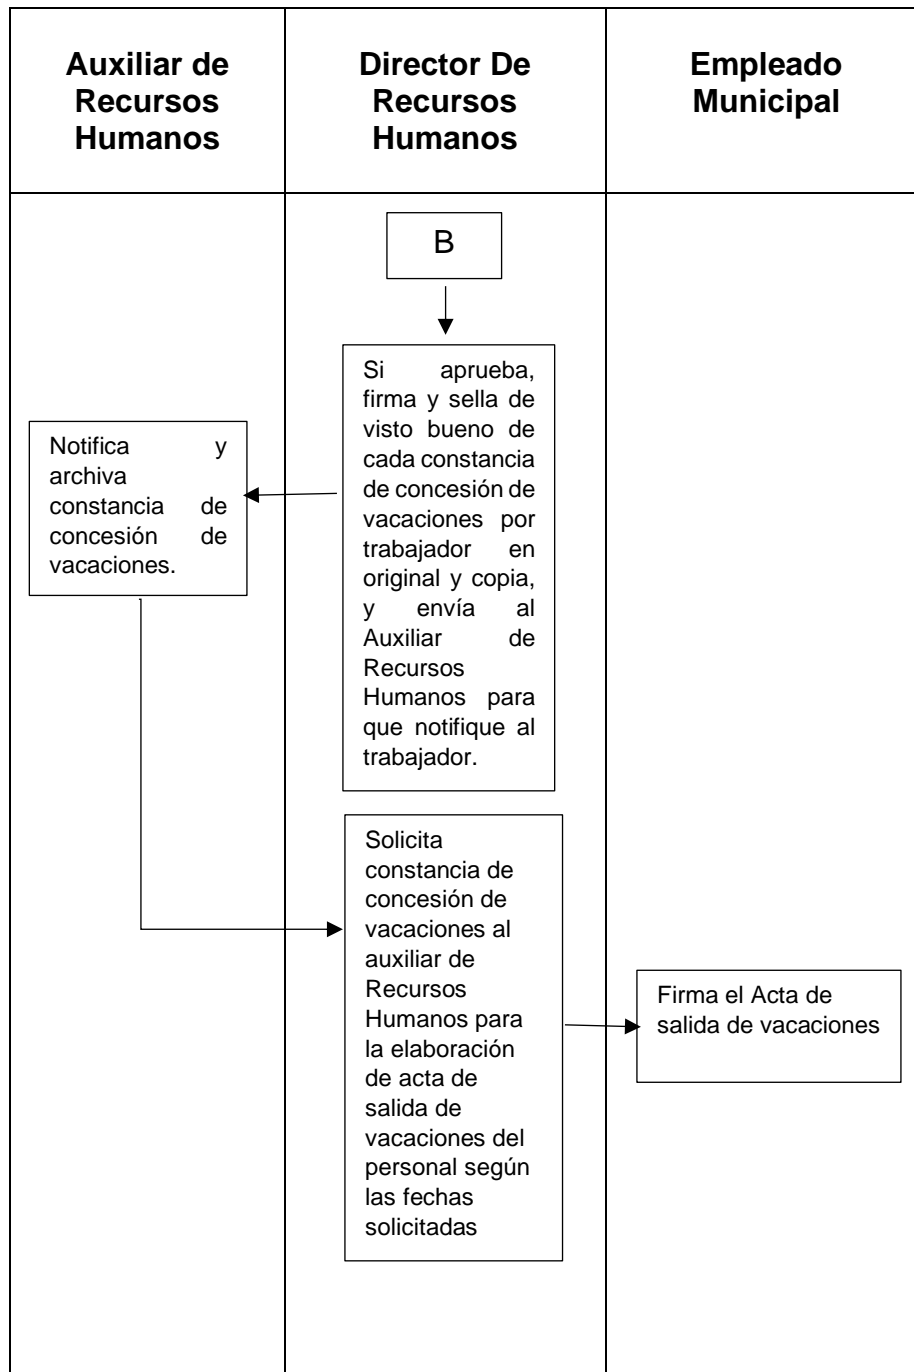 Auxiliar de
Recursos
Humanos
Director De
Recursos
Humanos
Empleado
Municipal
B
Si aprueba,
firma y sella de
visto bueno de
cada constancia
de concesión de
vacaciones por
trabajador en
original y copia,
y envía al
Auxiliar de
Recursos
Humanos para
que notifique al
trabajador.
Notifica y
archiva
constancia de
concesión de
vacaciones.
Solicita
constancia de
concesión de
vacaciones al
auxiliar de
Recursos
Humanos para
la elaboración
de acta de
salida de
vacaciones del
personal según
las fechas
solicitadas
Firma el Acta de
salida de vacaciones